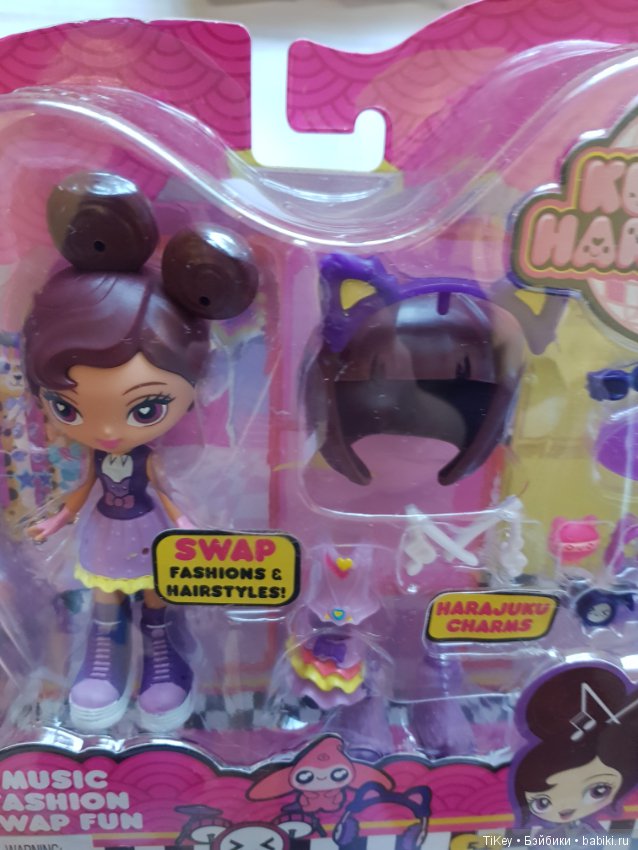 SWAP
FASHIONS &
HAIRSTYLES!
HARAJUKU
CHARMS
MUSIC
FASHION
SWAP FUN
WARNING:
TiKey • Бэйбики • babiki.ru